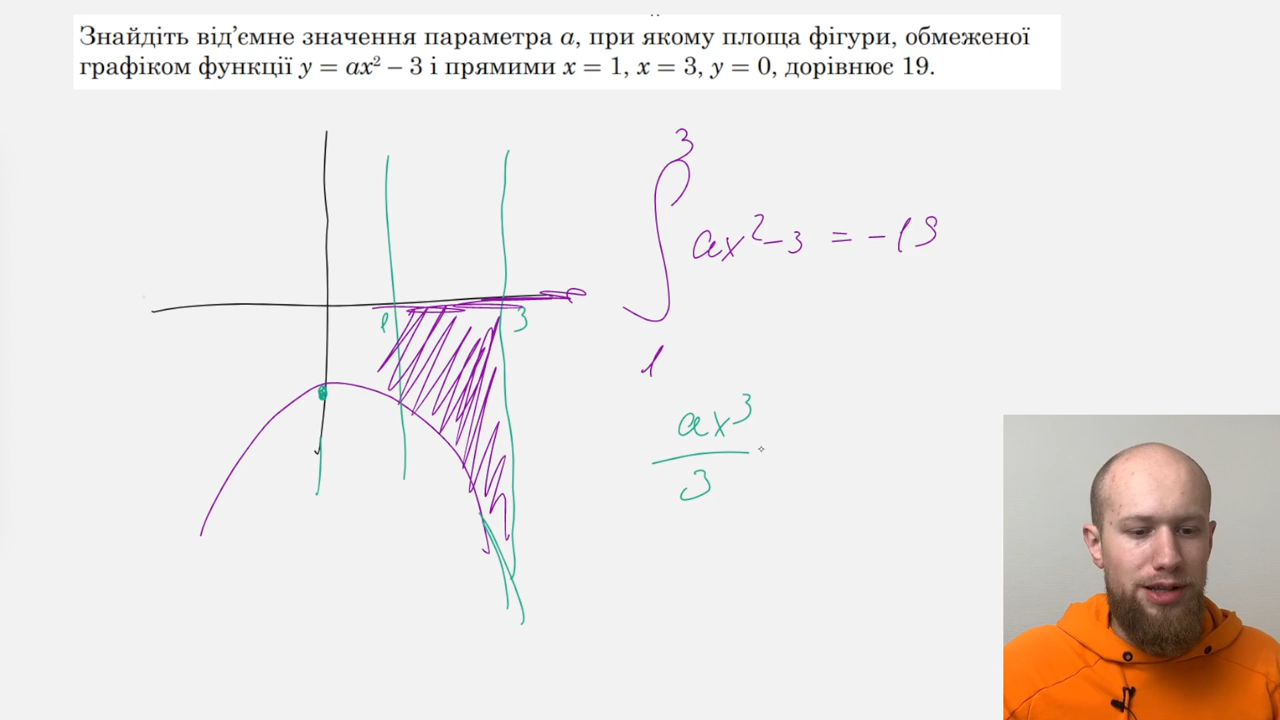 Знайдіть від’ємне значення параметра a, при якому площа фігури, обмеженої
графіком функції y = ax² – 3 і прямими x = 1, x = 3, y = 0, дорівнює 19.
3
∫ ax² – 3 = – 19
1
1 3
ax³
3